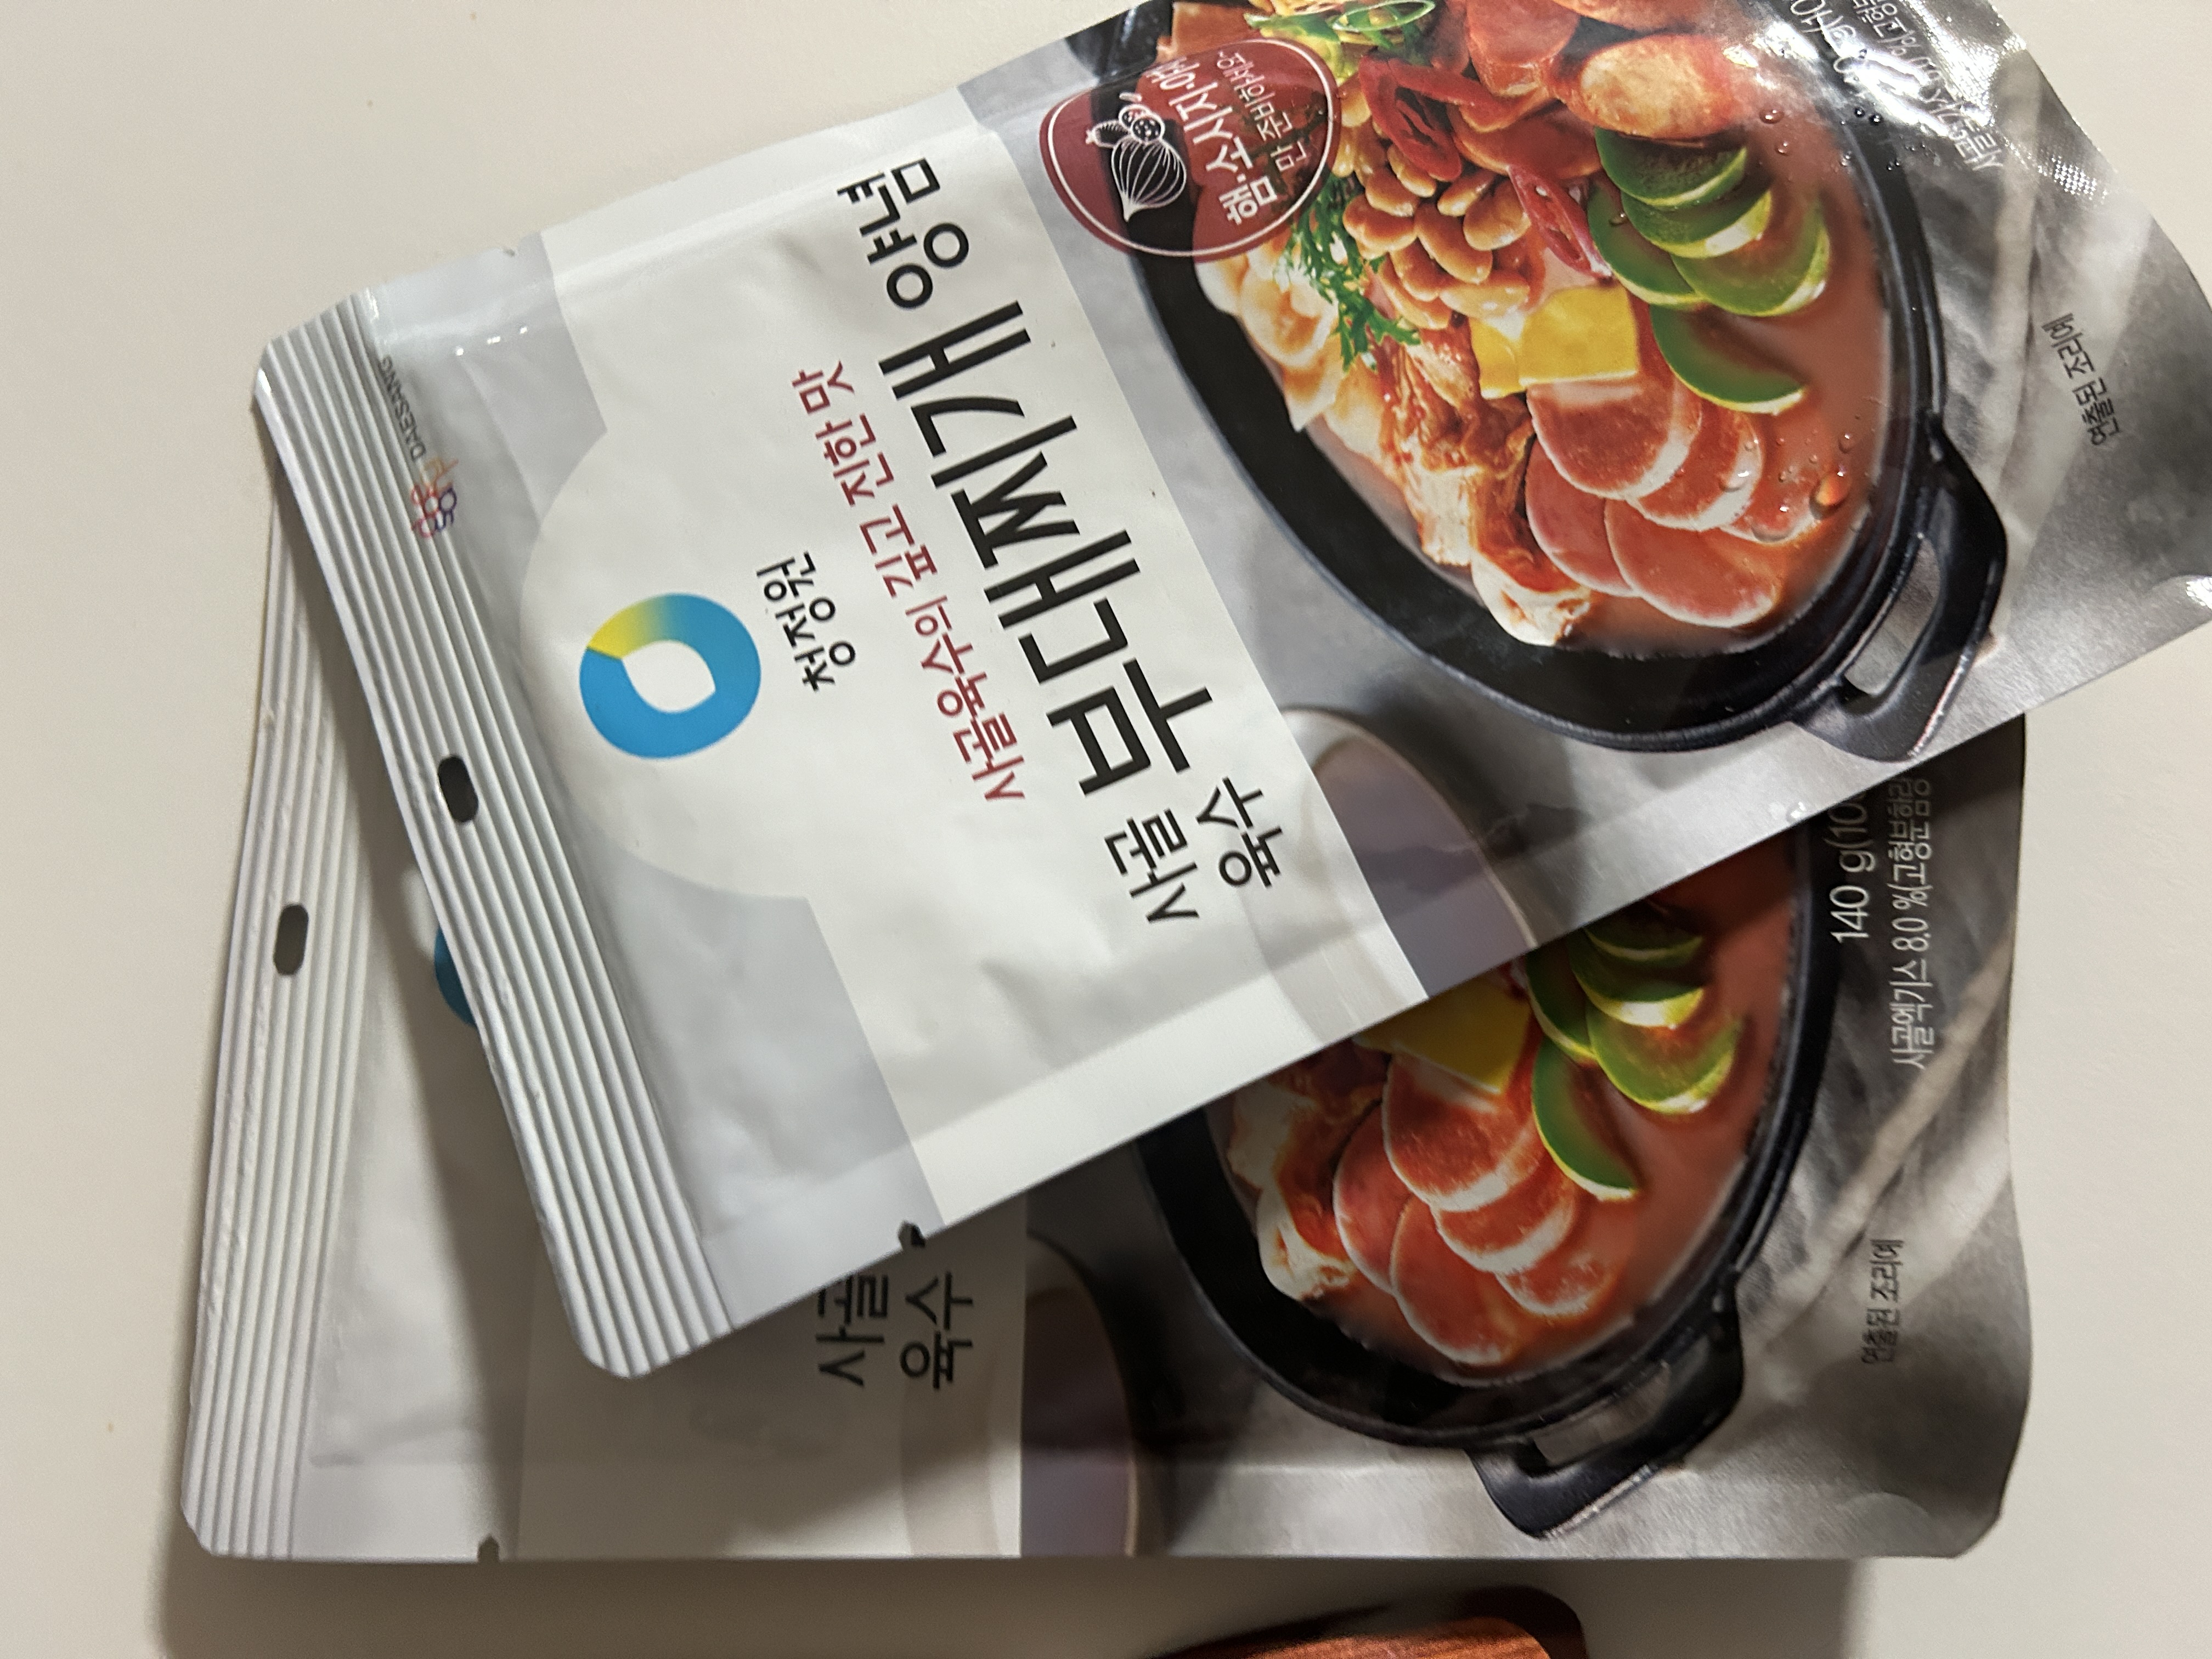 DAESANG
청정원
사골육수의 깊고 진한 맛
사골육수 부대찌개 양념
햄·소시지·야채
만 준비하세요.
연출된 조리예
사골
육수
140 g(10
사골엑기스 8.0 %(고형분함량
연출된 조리예